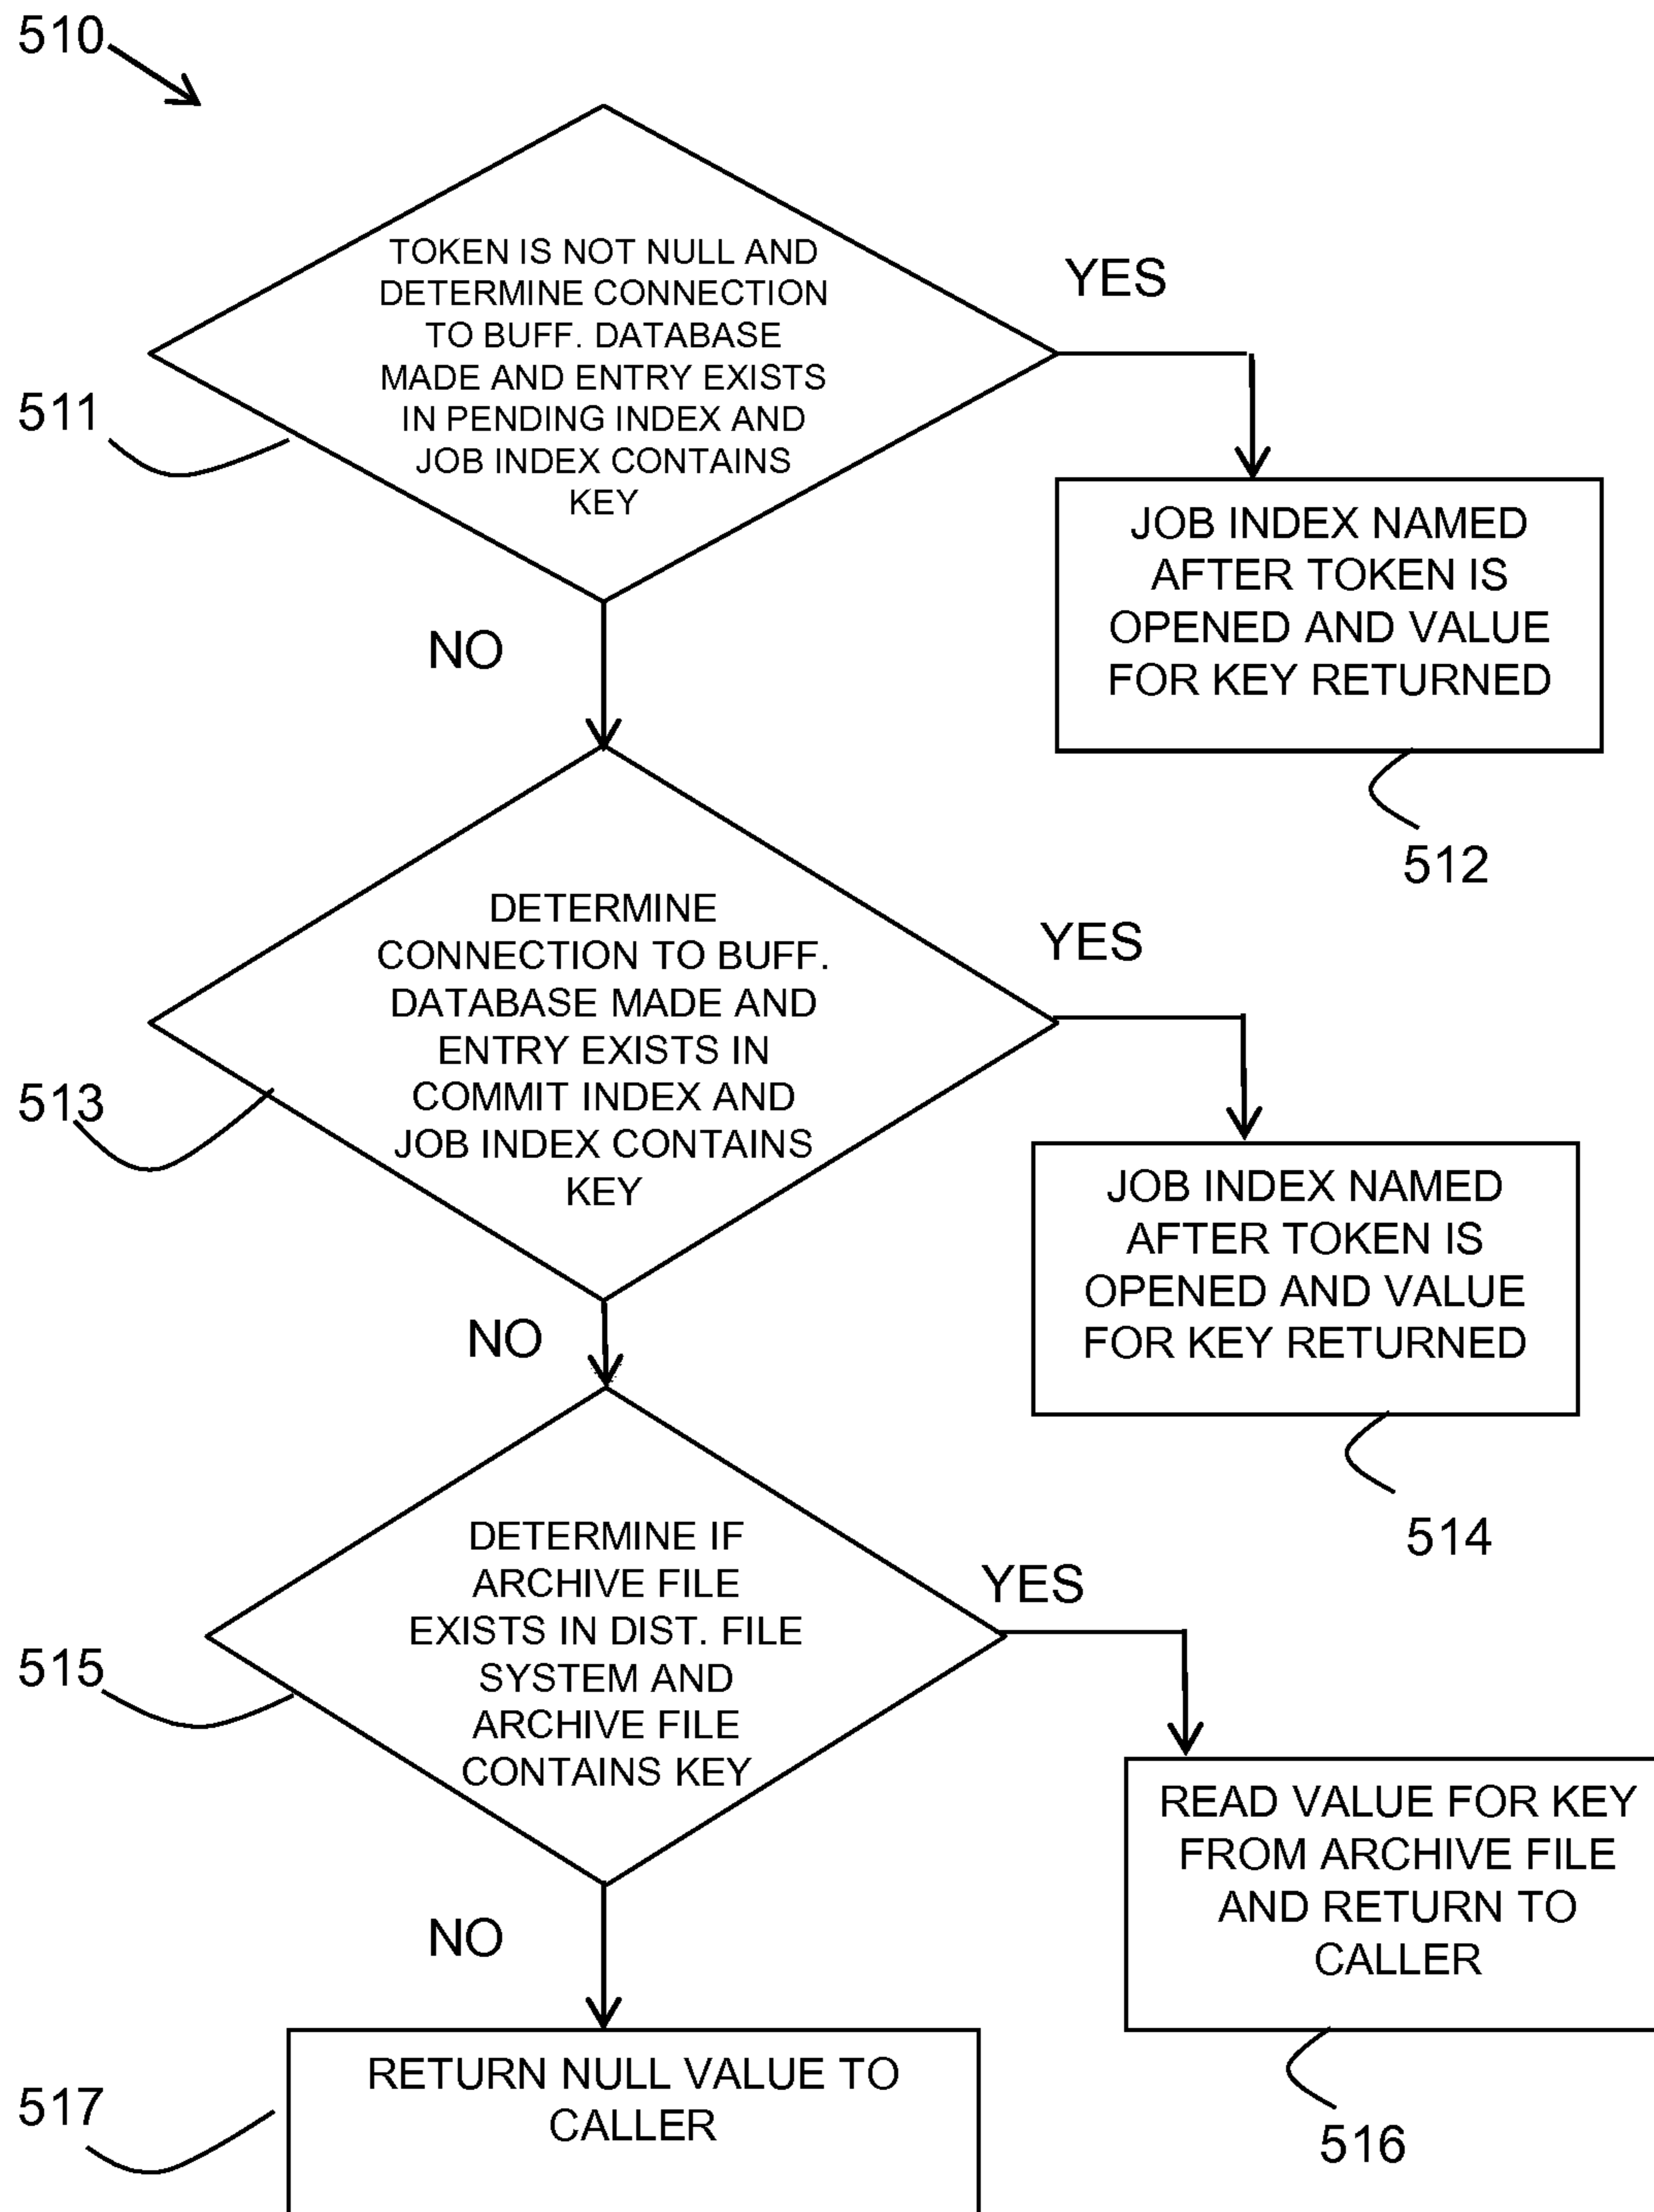 510
TOKEN IS NOT NULL AND
DETERMINE CONNECTION
TO BUFF. DATABASE
MADE AND ENTRY EXISTS
IN PENDING INDEX AND
JOB INDEX CONTAINS
KEY
YES
511
JOB INDEX NAMED
AFTER TOKEN IS
OPENED AND VALUE
FOR KEY RETURNED
NO
512
DETERMINE
CONNECTION TO BUFF.
DATABASE MADE AND
ENTRY EXISTS IN
COMMIT INDEX AND
JOB INDEX CONTAINS
KEY
YES
513
JOB INDEX NAMED
AFTER TOKEN IS
OPENED AND VALUE
FOR KEY RETURNED
NO
514
DETERMINE IF
ARCHIVE FILE
EXISTS IN DIST. FILE
SYSTEM AND
ARCHIVE FILE
CONTAINS KEY
YES
515
READ VALUE FOR KEY
FROM ARCHIVE FILE
AND RETURN TO
CALLER
NO
516
RETURN NULL VALUE TO
CALLER
517